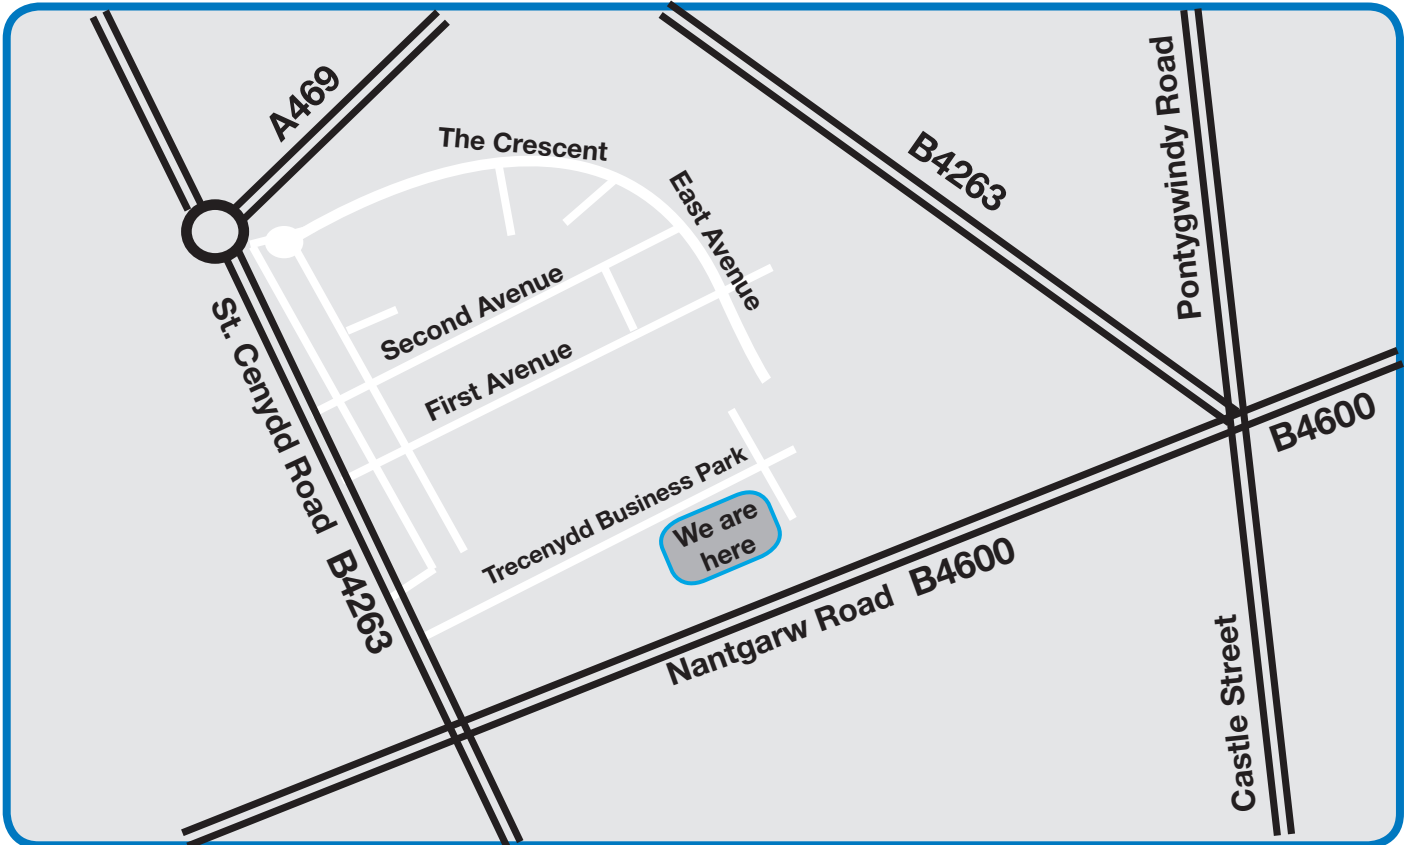 A469
The Crescent
East Avenue
B4263
Pontygwindy Road
Second Avenue
First Avenue
St. Cenydd Road B4263
Trecenydd Business Park
We are
here
B4600
Nantgarw Road B4600
Castle Street